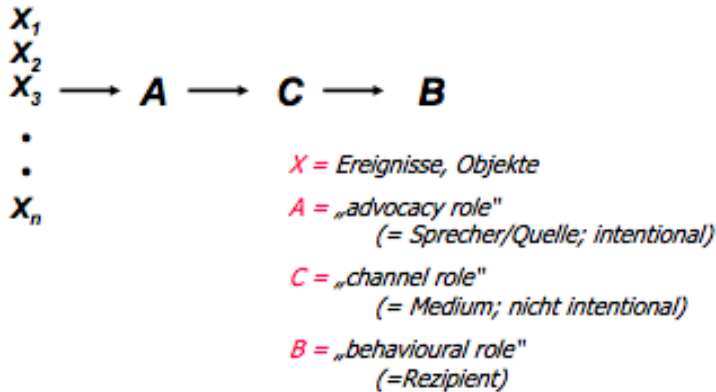 X1
X2
X3 → A → C → B
.
.
Xn
X = Ereignisse, Objekte
A = „advocacy role"
(= Sprecher/Quelle; intentional)
C = „channel role"
(= Medium; nicht intentional)
B = „behavioural role"
(=Rezipient)